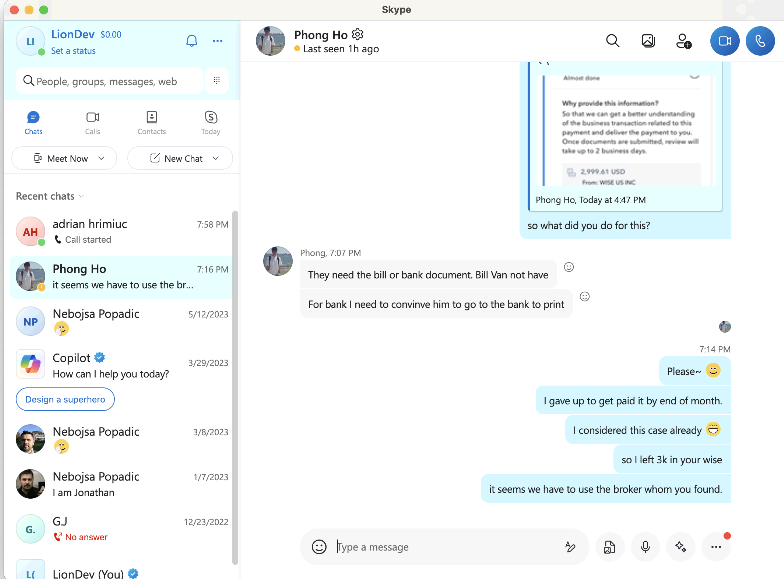 Skype
LI
LionDev $0.00
Set a status
People, groups, messages, web
Chats
Calls
Contacts
Today
Meet Now
New Chat
Recent chats
AH
adrian hrimiuc
7:58 PM
Call started
Phong Ho
7:16 PM
it seems we have to use the br...
NP
Nebojsa Popadic
5/12/2023
Copilot
3/29/2023
How can I help you today?
Design a superhero
Nebojsa Popadic
3/8/2023
Nebojsa Popadic
1/7/2023
I am Jonathan
G.
G.J
12/23/2022
No answer
L(
LionDev (You)
Phong Ho
Last seen 1h ago
Almost done
Why provide this information?
So that we can get a better understanding
of the business transaction related to this
payment and deliver the payment to you.
Once documents are submitted, review will
take up to 2 business days.
2,999.61 USD
From: WISE US INC
Phong Ho, Today at 4:47 PM
so what did you do for this?
Phong, 7:07 PM
They need the bill or bank document. Bill Van not have
For bank I need to convinve him to go to the bank to print
7:14 PM
Please~
I gave up to get paid it by end of month.
I considered this case already
so I left 3k in your wise
it seems we have to use the broker whom you found.
Type a message